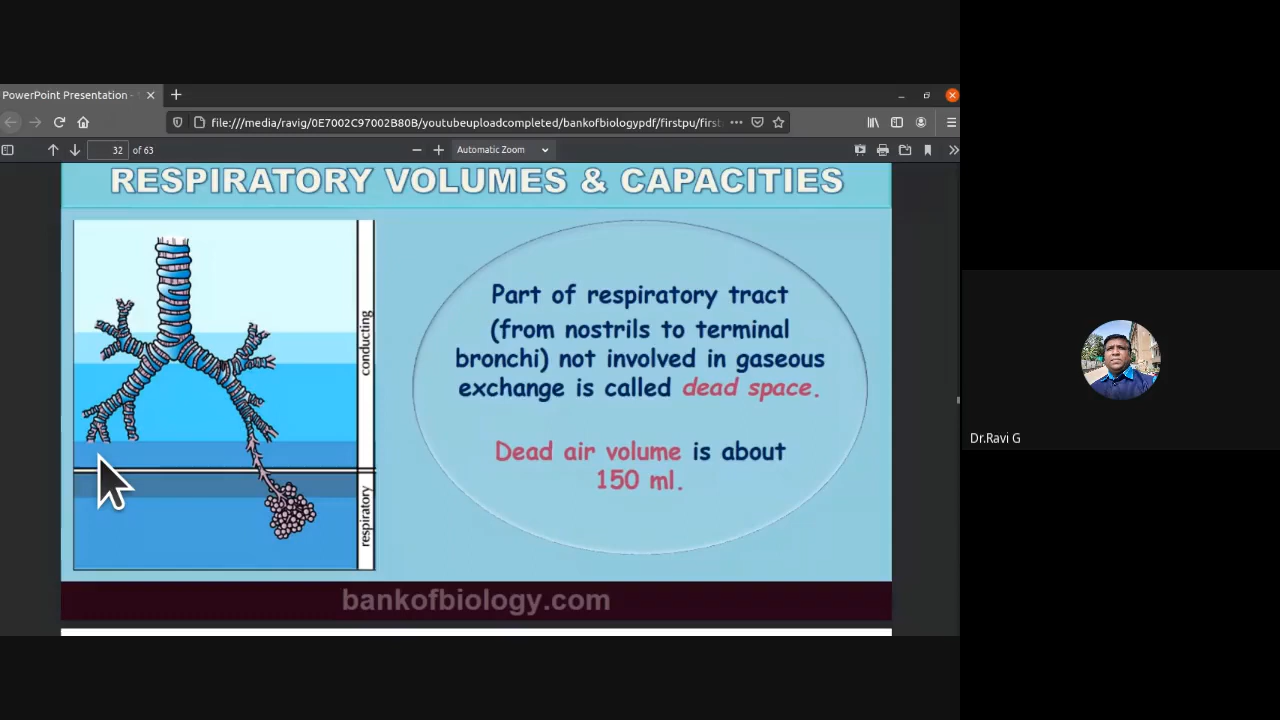 PowerPoint Presentation -
file:///media/ravig/0E7002C97002B80B/youtubeuploadcompleted/bankofbiologypdf/firstpu/first
32 of 63
Automatic Zoom
RESPIRATORY VOLUMES & CAPACITIES
conducting
respiratory
Part of respiratory tract
(from nostrils to terminal
bronchi) not involved in gaseous
exchange is called dead space.
Dead air volume is about
150 ml.
bankofbiology.com
Dr.Ravi G